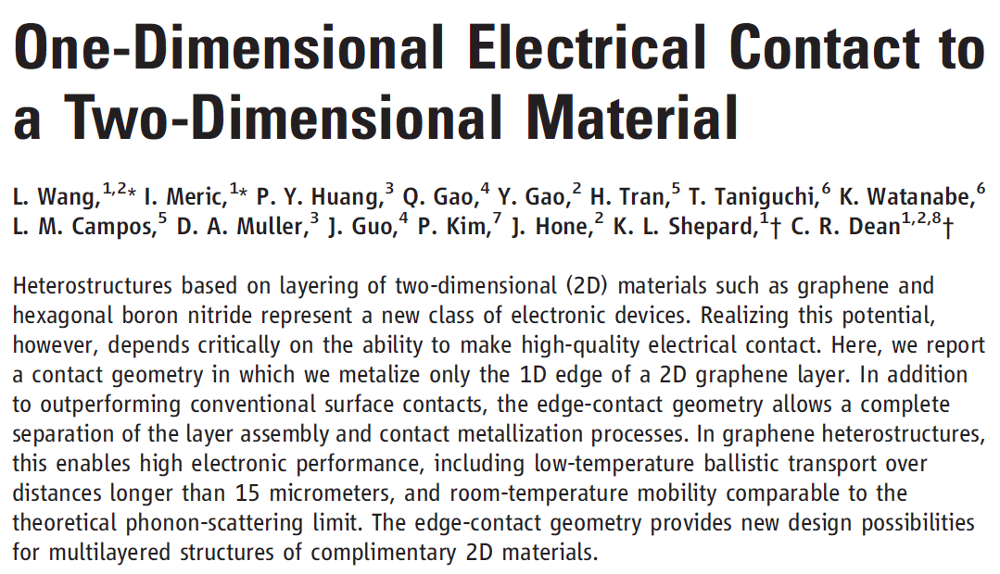 One-Dimensional Electrical Contact to
a Two-Dimensional Material
L. Wang,1,2* I. Meric,1* P. Y. Huang,3 Q. Gao,4 Y. Gao,2 H. Tran,5 T. Taniguchi,6 K. Watanabe,6
L. M. Campos,5 D. A. Muller,3 J. Guo,4 P. Kim,7 J. Hone,2 K. L. Shepard,1† C. R. Dean1,2,8†
Heterostructures based on layering of two-dimensional (2D) materials such as graphene and
hexagonal boron nitride represent a new class of electronic devices. Realizing this potential,
however, depends critically on the ability to make high-quality electrical contact. Here, we report
a contact geometry in which we metalize only the 1D edge of a 2D graphene layer. In addition
to outperforming conventional surface contacts, the edge-contact geometry allows a complete
separation of the layer assembly and contact metallization processes. In graphene heterostructures,
this enables high electronic performance, including low-temperature ballistic transport over
distances longer than 15 micrometers, and room-temperature mobility comparable to the
theoretical phonon-scattering limit. The edge-contact geometry provides new design possibilities
for multilayered structures of complimentary 2D materials.